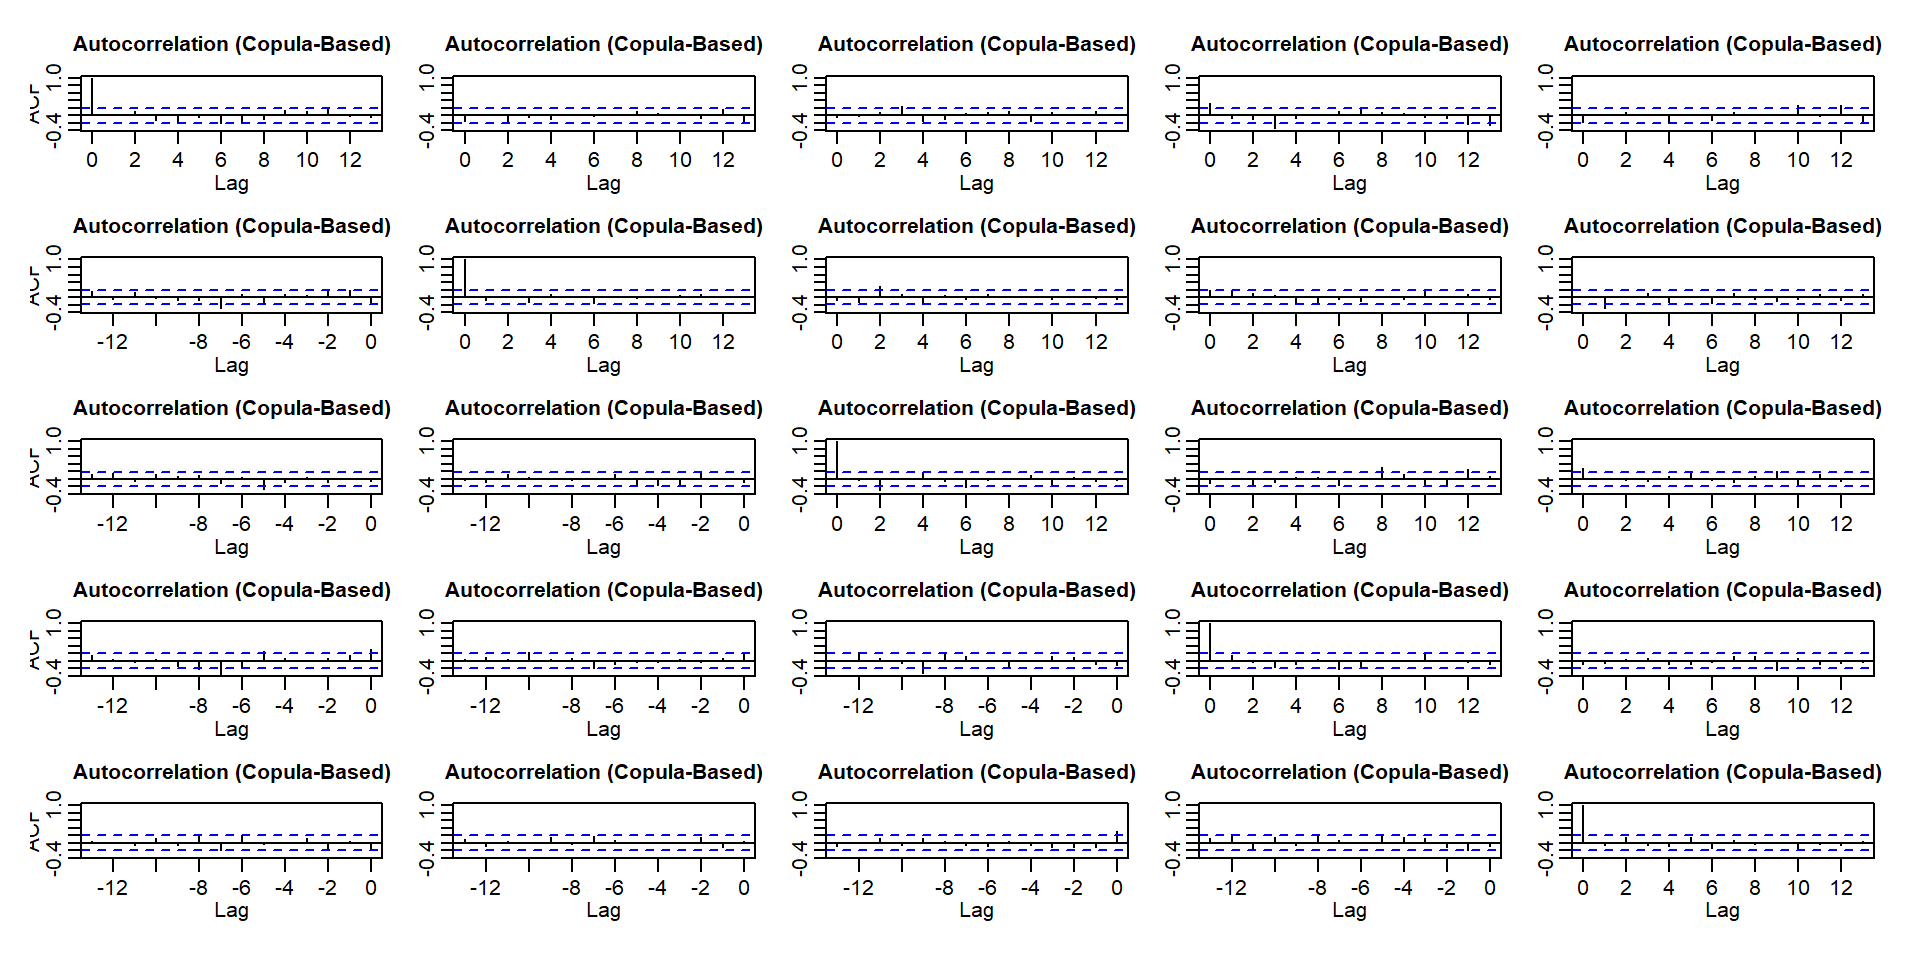 Autocorrelation (Copula-Based) Autocorrelation (Copula-Based) Autocorrelation (Copula-Based) Autocorrelation (Copula-Based) Autocorrelation (Copula-Based)
ACF -0.4 1.0 -0.4 1.0 -0.4 1.0 -0.4 1.0 -0.4 1.0
0 2 4 6 8 10 12 0 2 4 6 8 10 12 0 2 4 6 8 10 12 0 2 4 6 8 10 12 0 2 4 6 8 10 12
Lag Lag Lag Lag Lag
Autocorrelation (Copula-Based) Autocorrelation (Copula-Based) Autocorrelation (Copula-Based) Autocorrelation (Copula-Based) Autocorrelation (Copula-Based)
ACF -0.4 1.0 -0.4 1.0 -0.4 1.0 -0.4 1.0 -0.4 1.0
-12 -8 -6 -4 -2 0 0 2 4 6 8 10 12 0 2 4 6 8 10 12 0 2 4 6 8 10 12 0 2 4 6 8 10 12
Lag Lag Lag Lag Lag
Autocorrelation (Copula-Based) Autocorrelation (Copula-Based) Autocorrelation (Copula-Based) Autocorrelation (Copula-Based) Autocorrelation (Copula-Based)
ACF -0.4 1.0 -0.4 1.0 -0.4 1.0 -0.4 1.0 -0.4 1.0
-12 -8 -6 -4 -2 0 -12 -8 -6 -4 -2 0 0 2 4 6 8 10 12 0 2 4 6 8 10 12 0 2 4 6 8 10 12
Lag Lag Lag Lag Lag
Autocorrelation (Copula-Based) Autocorrelation (Copula-Based) Autocorrelation (Copula-Based) Autocorrelation (Copula-Based) Autocorrelation (Copula-Based)
ACF -0.4 1.0 -0.4 1.0 -0.4 1.0 -0.4 1.0 -0.4 1.0
-12 -8 -6 -4 -2 0 -12 -8 -6 -4 -2 0 -12 -8 -6 -4 -2 0 0 2 4 6 8 10 12 0 2 4 6 8 10 12
Lag Lag Lag Lag Lag
Autocorrelation (Copula-Based) Autocorrelation (Copula-Based) Autocorrelation (Copula-Based) Autocorrelation (Copula-Based) Autocorrelation (Copula-Based)
ACF -0.4 1.0 -0.4 1.0 -0.4 1.0 -0.4 1.0 -0.4 1.0
-12 -8 -6 -4 -2 0 -12 -8 -6 -4 -2 0 -12 -8 -6 -4 -2 0 -12 -8 -6 -4 -2 0 0 2 4 6 8 10 12
Lag Lag Lag Lag Lag